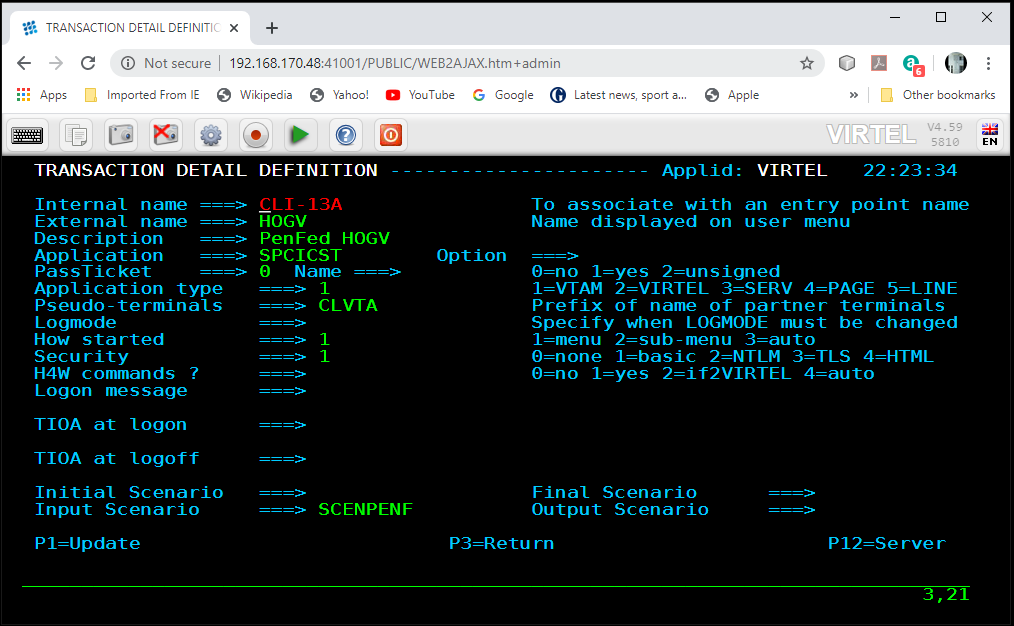 TRANSACTION DETAIL DEFINITIC
Not secure 192.168.170.48:41001/PUBLIC/WEB2AJAX.htm+admin
a 6
Apps Imported From IE Wikipedia Yahoo! YouTube Google Latest news, sport a... Apple » Other bookmarks
VIRTEL V4.59 5810 EN
TRANSACTION DETAIL DEFINITION ---------------------- Applid: VIRTEL 22:23:34
Internal name ===> CLI-13A To associate with an entry point name
External name ===> HOGV Name displayed on user menu
Description ===> PenFed HOGV
Application ===> SPCICST Option ===>
PassTicket ===> 0 Name ===> 0=no 1=yes 2=unsigned
Application type ===> 1 1=VTAM 2=VIRTEL 3=SERV 4=PAGE 5=LINE
Pseudo-terminals ===> CLVTA Prefix of name of partner terminals
Logmode ===> Specify when LOGMODE must be changed
How started ===> 1 1=menu 2=sub-menu 3=auto
Security ===> 1 0=none 1=basic 2=NTLM 3=TLS 4=HTML
H4W commands ? ===> 0=no 1=yes 2=if2VIRTEL 4=auto
Logon message ===>
TIOA at logon ===>
TIOA at logoff ===>
Initial Scenario ===> Final Scenario ===>
Input Scenario ===> SCENPENF Output Scenario ===>
P1=Update P3=Return P12=Server
3,21